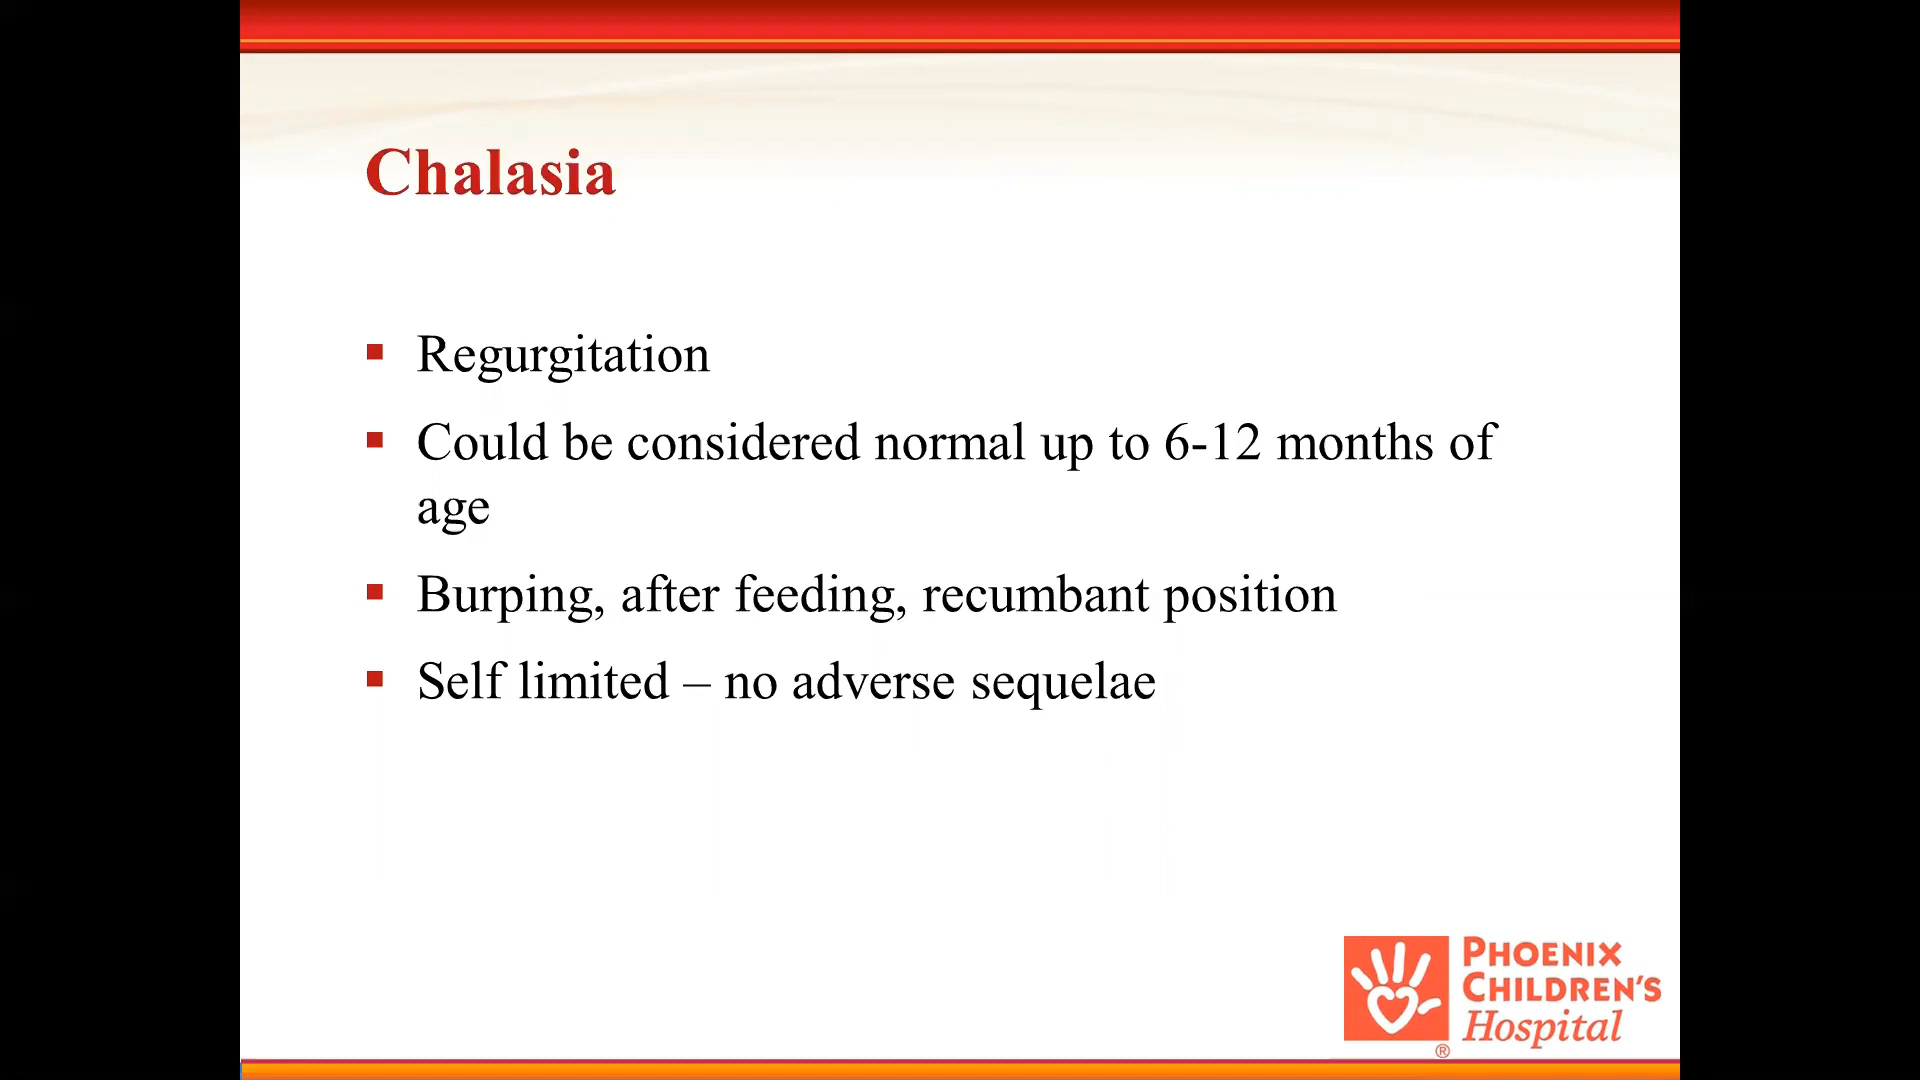 Chalasia
▪ Regurgitation
▪ Could be considered normal up to 6-12 months of
age
▪ Burping, after feeding, recumbant position
▪ Self limited – no adverse sequelae
PHOENIX
CHILDREN'S
Hospital
®